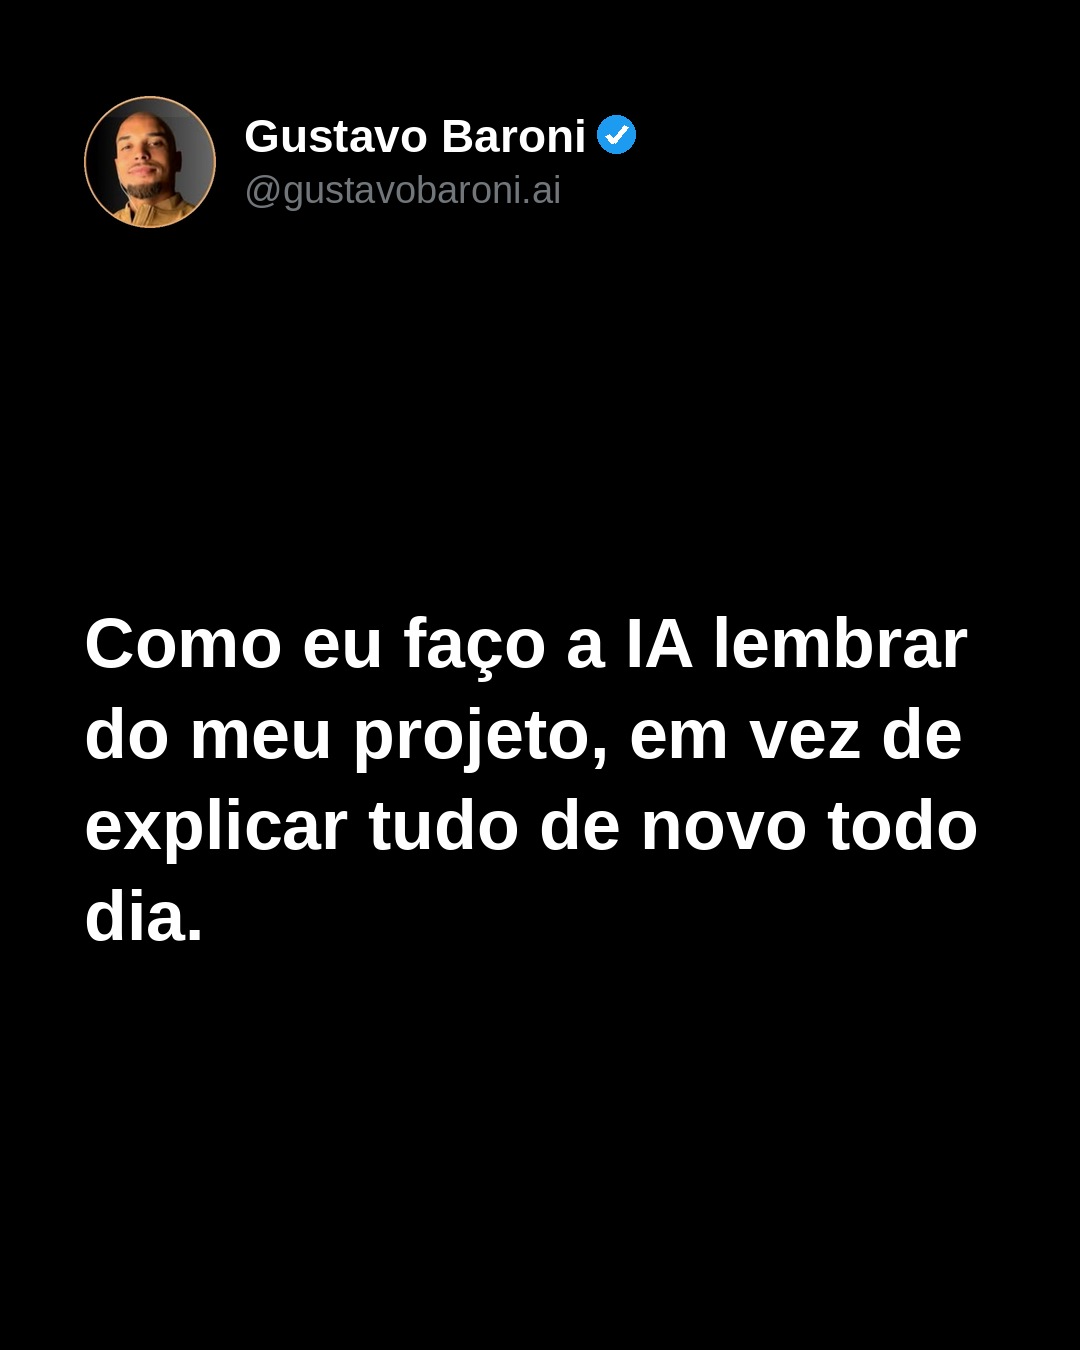 Gustavo Baroni
@gustavobaroni.ai
Como eu faço a IA lembrar
do meu projeto, em vez de
explicar tudo de novo todo
dia.